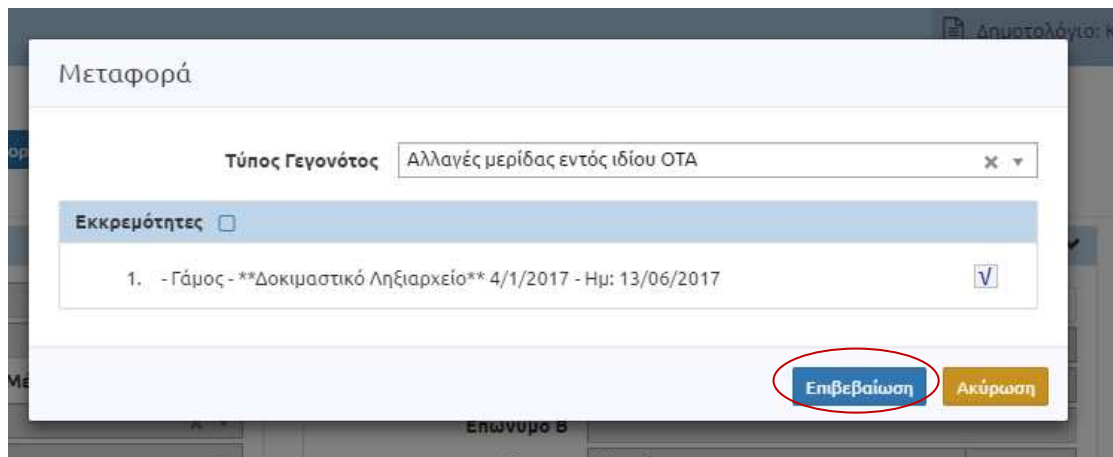 Δημοτολόγιο: Κ
Μεταφορά
Τύπος Γεγονότος Αλλαγές μερίδας εντός ιδίου ΟΤΑ
Εκκρεμότητες
1. - Γάμος - **Δοκιμαστικό Ληξιαρχείο** 4/1/2017 - Ημ: 13/06/2017 √
Επιβεβαίωση Ακύρωση
Επώνυμο Β